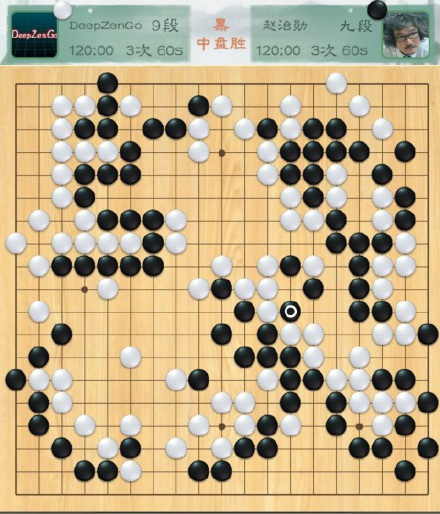 DeepZenGo
DeepZenGo 9段
120:00 3次 60s
黑
中盘胜
赵治勋 九段
120:00 3次 60s